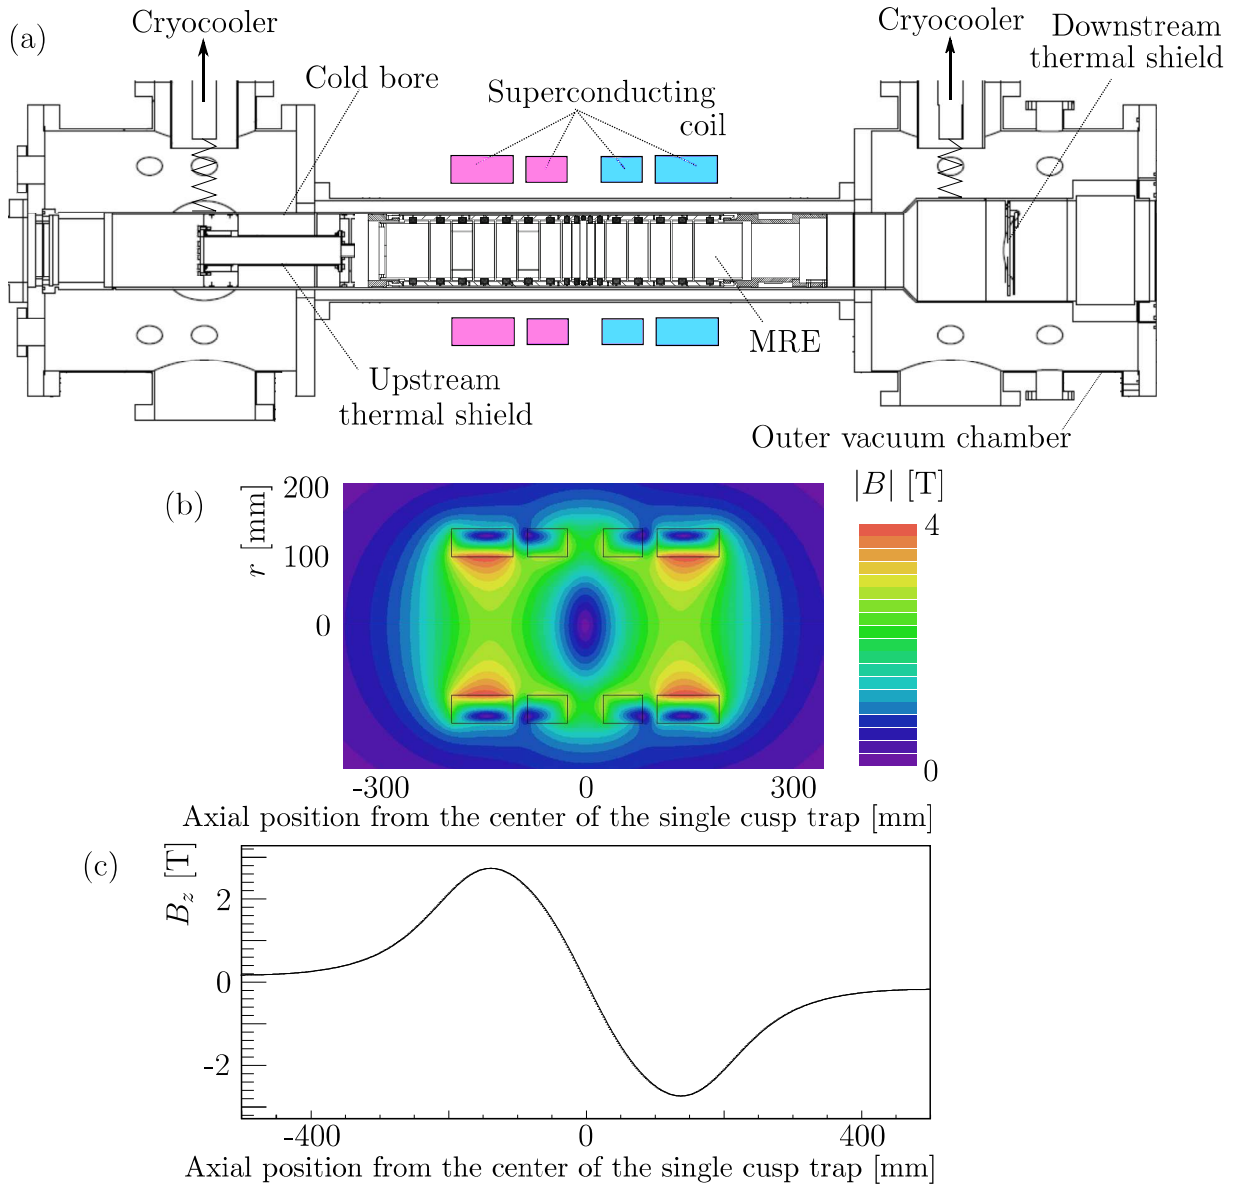 (a)
Cryocooler
Cold bore
Superconducting
coil
Cryocooler
Downstream
thermal shield
MRE
Upstream
thermal shield
Outer vacuum chamber
(b)
r [mm]
200
100
0
-300
0
300
Axial position from the center of the single cusp trap [mm]
|B| [T]
4
0
(c)
B_z [T]
2
0
-2
-400
0
400
Axial position from the center of the single cusp trap [mm]